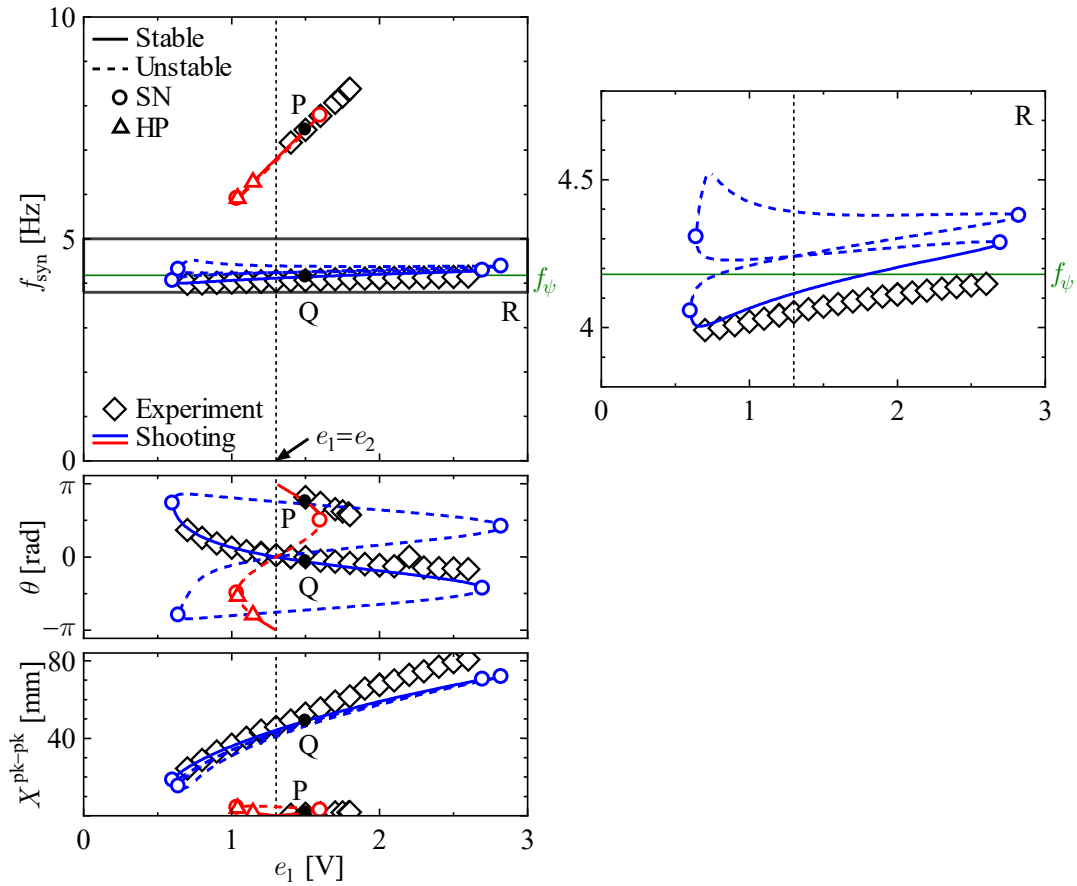 10
Stable
Unstable
SN
HP
P
5
f_syn [Hz]
f_ψ
Q
R
Experiment
Shooting
e₁=e₂
0
π
P
0
θ [rad]
Q
−π
80
40
X^pk−pk [mm]
Q
P
0 1 2 3
e₁ [V]
R
4.5
f_ψ
4
0 1 2 3